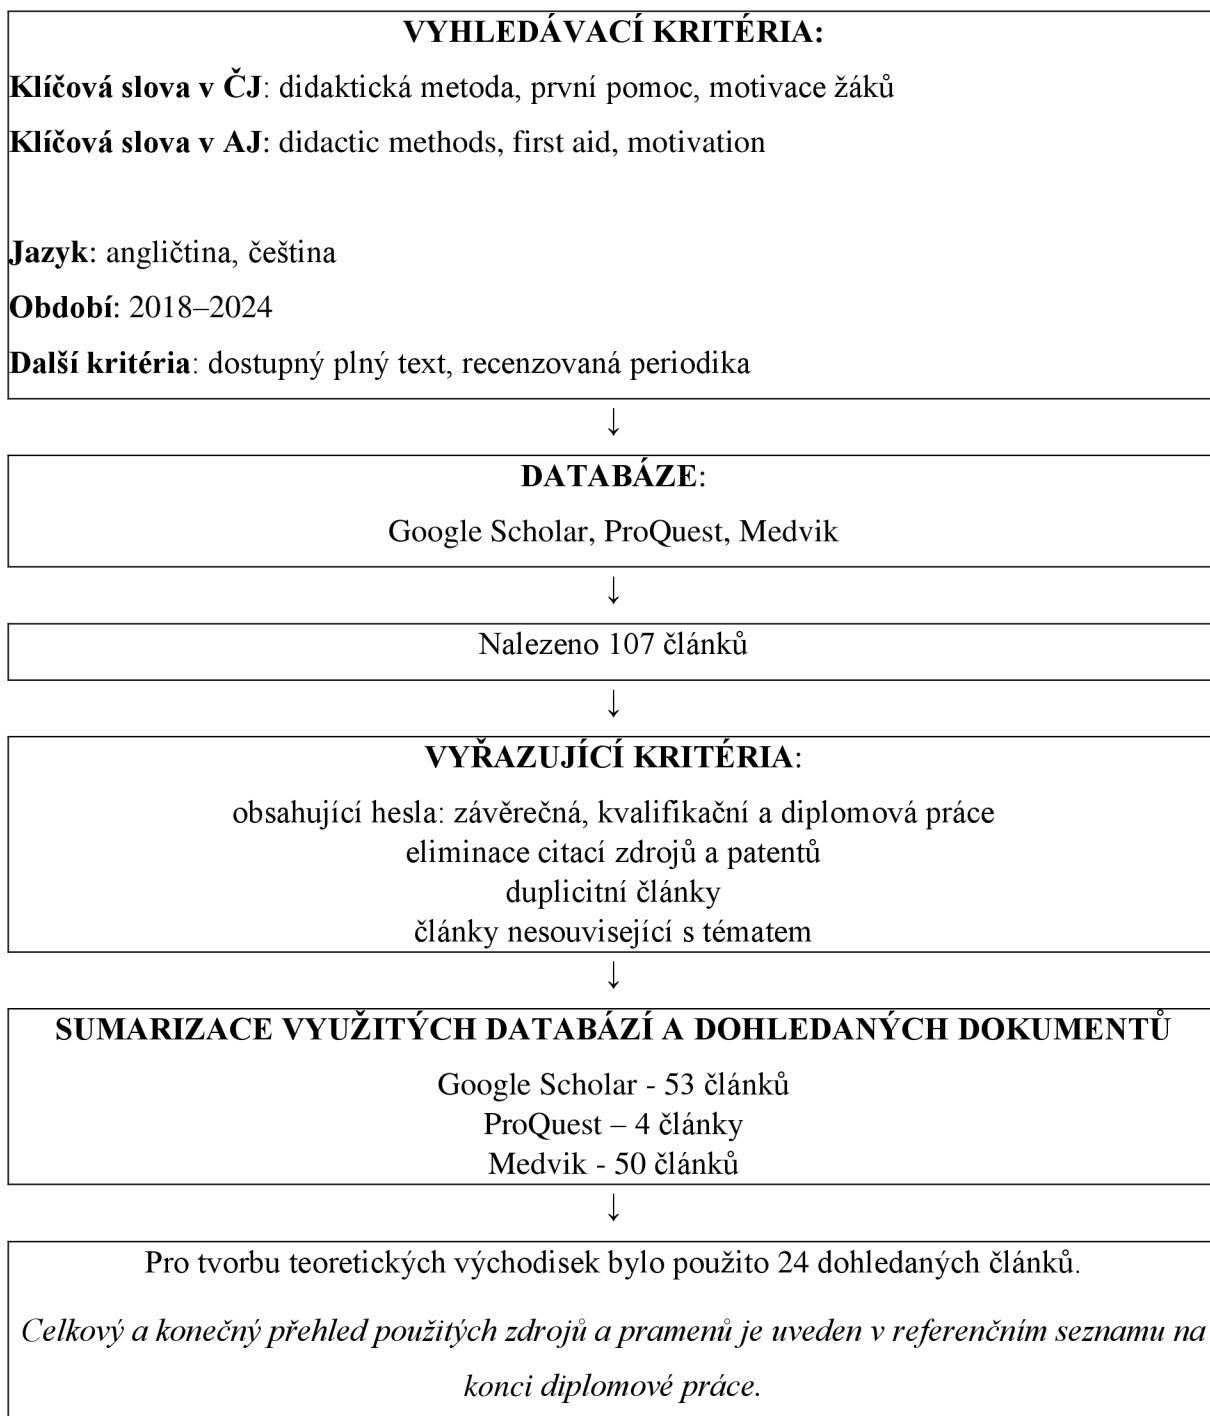 VYHLEDÁVACÍ KRITÉRIA:
Klíčová slova v ČJ: didaktická metoda, první pomoc, motivace žáků
Klíčová slova v AJ: didactic methods, first aid, motivation
Jazyk: angličtina, čeština
Období: 2018–2024
Další kritéria: dostupný plný text, recenzovaná periodika
↓
DATABÁZE:
Google Scholar, ProQuest, Medvik
↓
Nalezeno 107 článků
↓
VYŘAZUJÍCÍ KRITÉRIA:
obsahující hesla: závěrečná, kvalifikační a diplomová práce
eliminace citací zdrojů a patentů
duplicitní články
články nesouvisející s tématem
↓
SUMARIZACE VYUŽITÝCH DATABÁZÍ A DOHLEDANÝCH DOKUMENTŮ
Google Scholar - 53 článků
ProQuest – 4 články
Medvik - 50 článků
↓
Pro tvorbu teoretických východisek bylo použito 24 dohledaných článků.
Celkový a konečný přehled použitých zdrojů a pramenů je uveden v referenčním seznamu na
konci diplomové práce.